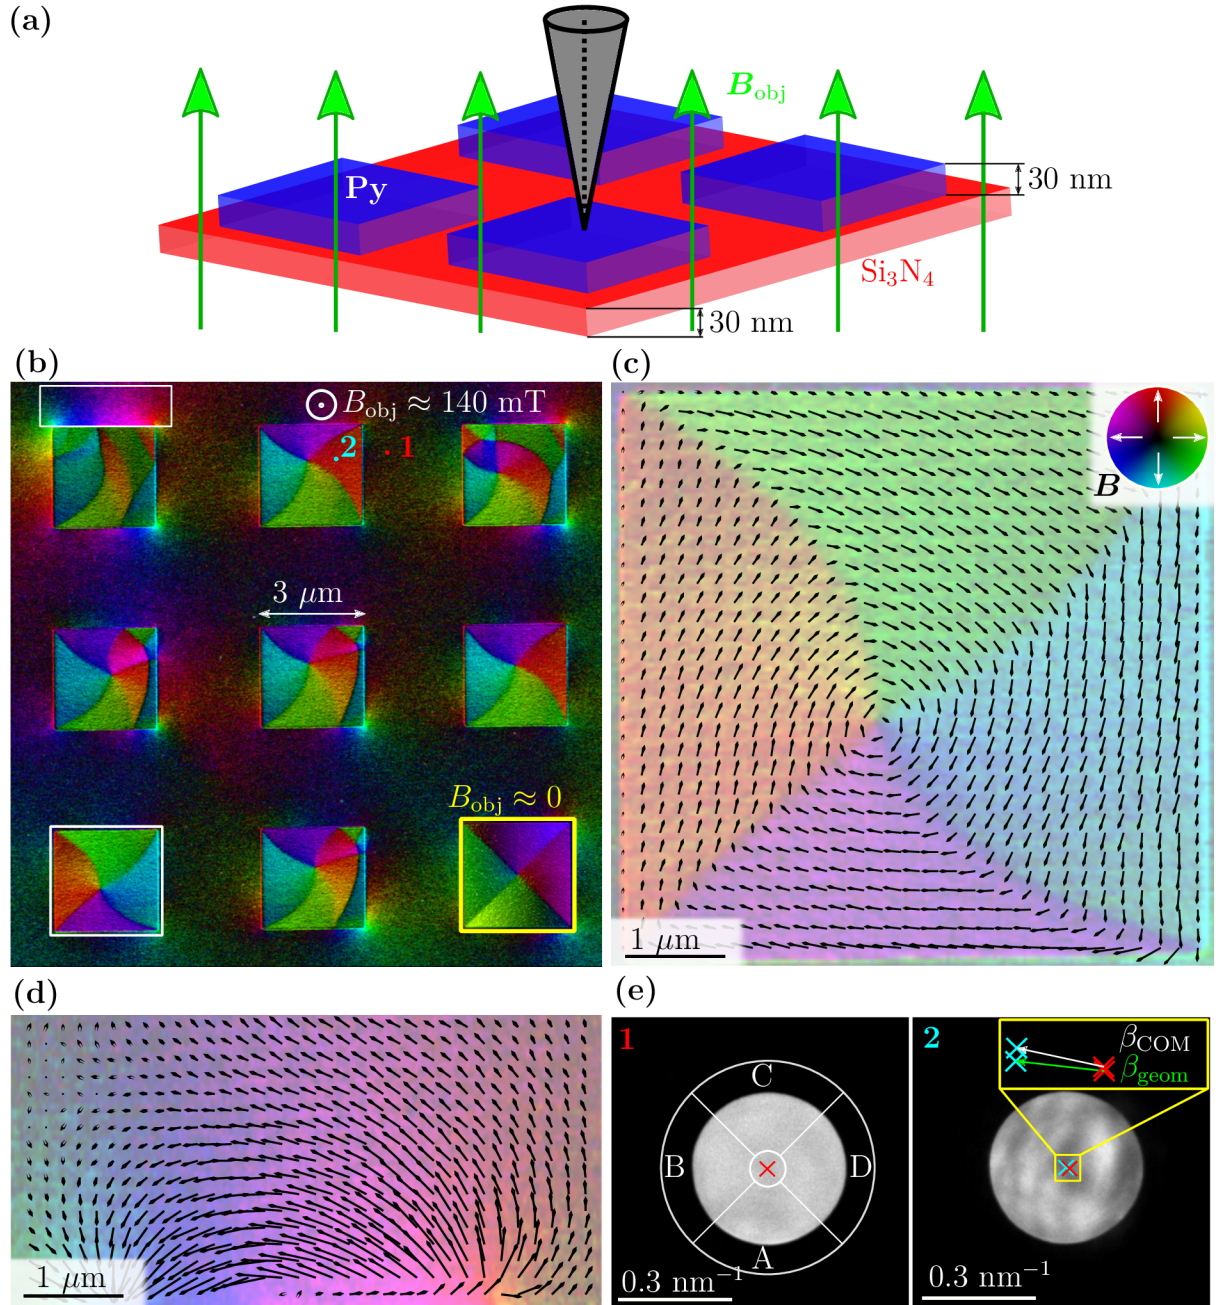 (a)
B_obj
Py
30 nm
Si₃N₄
30 nm
(b)
⊙ B_obj ≈ 140 mT
.2 .1
3 μm
B_obj ≈ 0
(c)
B
1 μm
(d)
1 μm
(e)
1
C
B
D
A
0.3 nm⁻¹
2
β_COM
β_geom
0.3 nm⁻¹